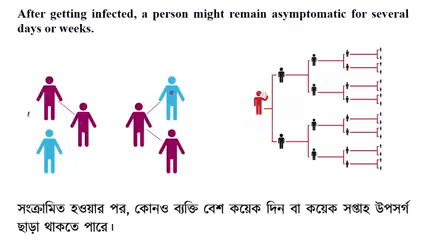 After getting infected, a person might remain asymptomatic for several
days or weeks.
সংক্রামিত হওয়ার পর, কোনও ব্যক্তি বেশ কয়েক দিন বা কয়েক সপ্তাহ উপসর্গ
ছাড়া থাকতে পারে।